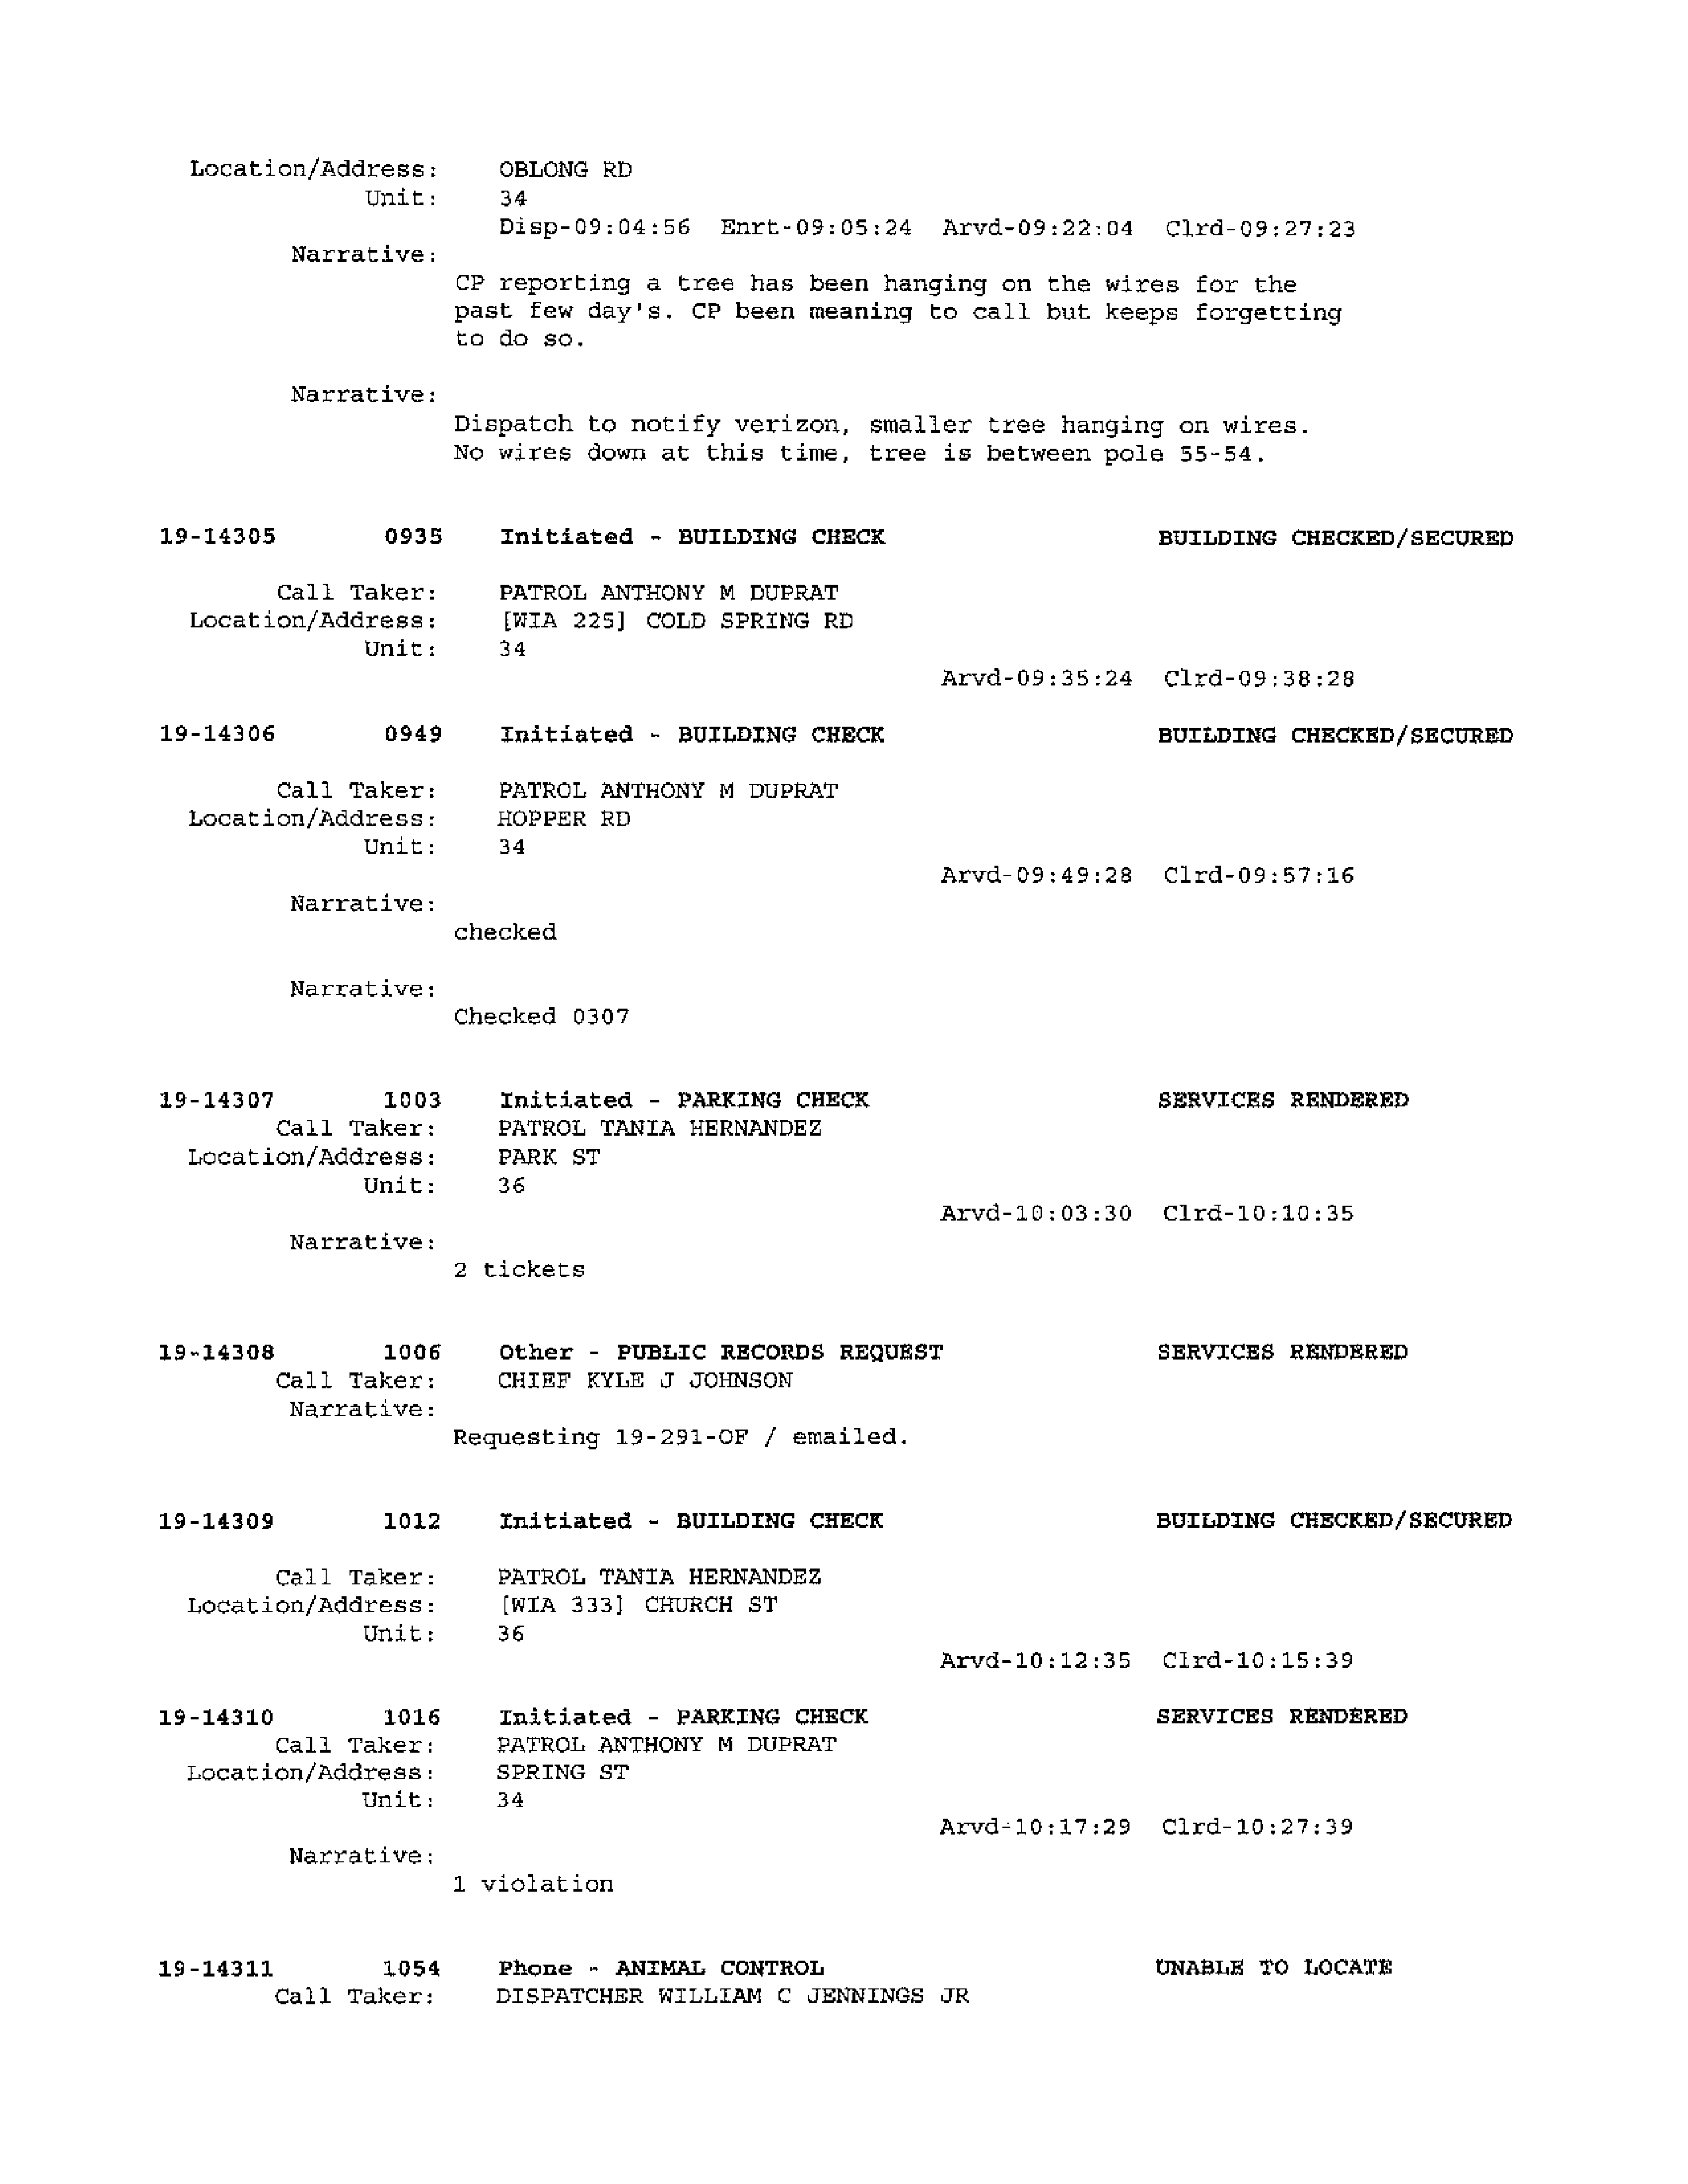 Location/Address: OBLONG RD
Unit: 34
Disp-09:04:56 Enrt-09:05:24 Arvd-09:22:04 Clrd-09:27:23
Narrative:
CP reporting a tree has been hanging on the wires for the
past few day's. CP been meaning to call but keeps forgetting
to do so.
Narrative:
Dispatch to notify verizon, smaller tree hanging on wires.
No wires down at this time, tree is between pole 55-54.
19-14305 0935 Initiated - BUILDING CHECK BUILDING CHECKED/SECURED
Call Taker: PATROL ANTHONY M DUPRAT
Location/Address: [WIA 225] COLD SPRING RD
Unit: 34
Arvd-09:35:24 Clrd-09:38:28
19-14306 0949 Initiated - BUILDING CHECK BUILDING CHECKED/SECURED
Call Taker: PATROL ANTHONY M DUPRAT
Location/Address: HOPPER RD
Unit: 34
Arvd-09:49:28 Clrd-09:57:16
Narrative:
checked
Narrative:
Checked 0307
19-14307 1003 Initiated - PARKING CHECK SERVICES RENDERED
Call Taker: PATROL TANIA HERNANDEZ
Location/Address: PARK ST
Unit: 36
Arvd-10:03:30 Clrd-10:10:35
Narrative:
2 tickets
19-14308 1006 Other - PUBLIC RECORDS REQUEST SERVICES RENDERED
Call Taker: CHIEF KYLE J JOHNSON
Narrative:
Requesting 19-291-OF / emailed.
19-14309 1012 Initiated - BUILDING CHECK BUILDING CHECKED/SECURED
Call Taker: PATROL TANIA HERNANDEZ
Location/Address: [WIA 333] CHURCH ST
Unit: 36
Arvd-10:12:35 Clrd-10:15:39
19-14310 1016 Initiated - PARKING CHECK SERVICES RENDERED
Call Taker: PATROL ANTHONY M DUPRAT
Location/Address: SPRING ST
Unit: 34
Arvd-10:17:29 Clrd-10:27:39
Narrative:
1 violation
19-14311 1054 Phone - ANIMAL CONTROL UNABLE TO LOCATE
Call Taker: DISPATCHER WILLIAM C JENNINGS JR